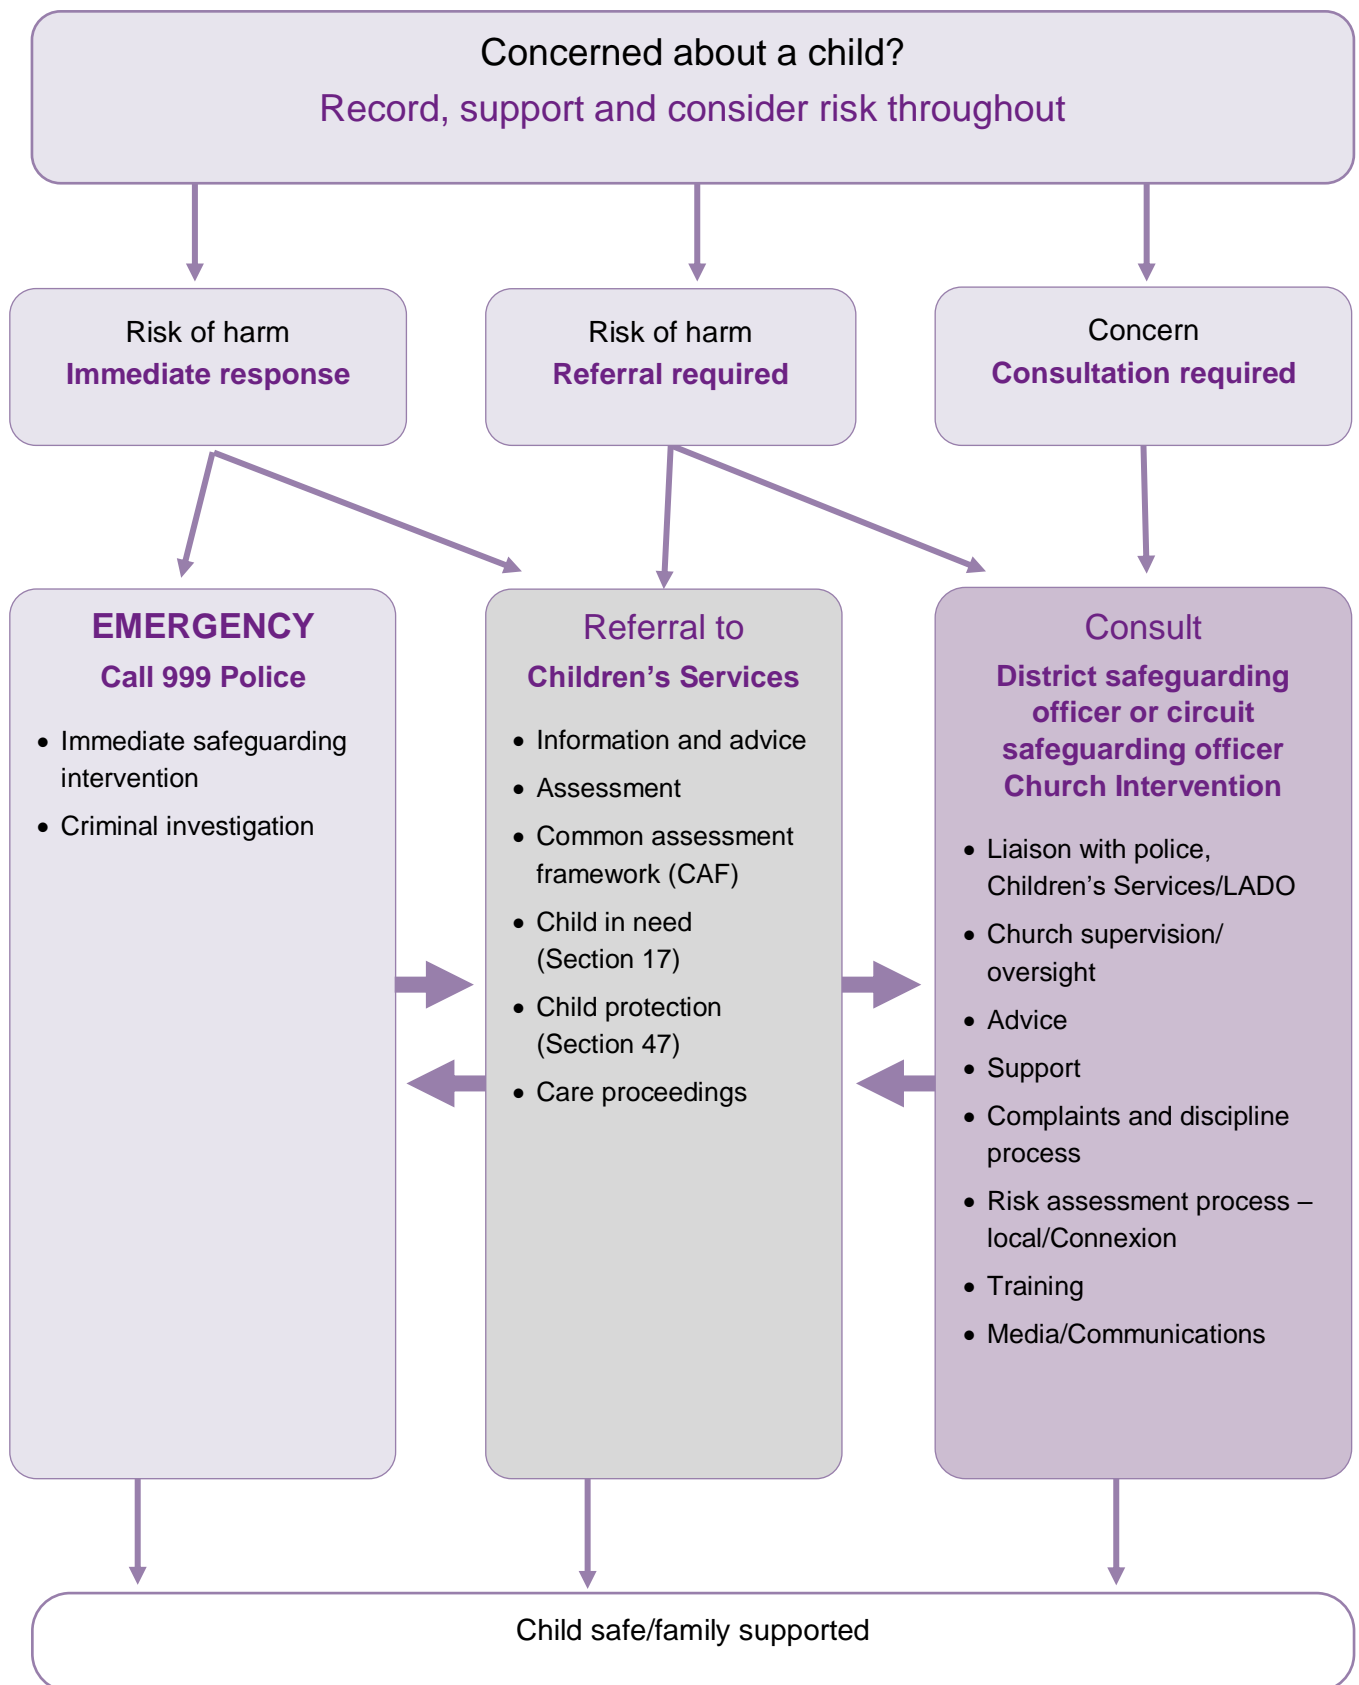 Concerned about a child?
Record, support and consider risk throughout
Risk of harm
Immediate response
Risk of harm
Referral required
Concern
Consultation required
EMERGENCY
Call 999 Police
• Immediate safeguarding
intervention
• Criminal investigation
Referral to
Children’s Services
• Information and advice
• Assessment
• Common assessment
framework (CAF)
• Child in need
(Section 17)
• Child protection
(Section 47)
• Care proceedings
Consult
District safeguarding
officer or circuit
safeguarding officer
Church Intervention
• Liaison with police,
Children’s Services/LADO
• Church supervision/
oversight
• Advice
• Support
• Complaints and discipline
process
• Risk assessment process –
local/Connexion
• Training
• Media/Communications
Child safe/family supported